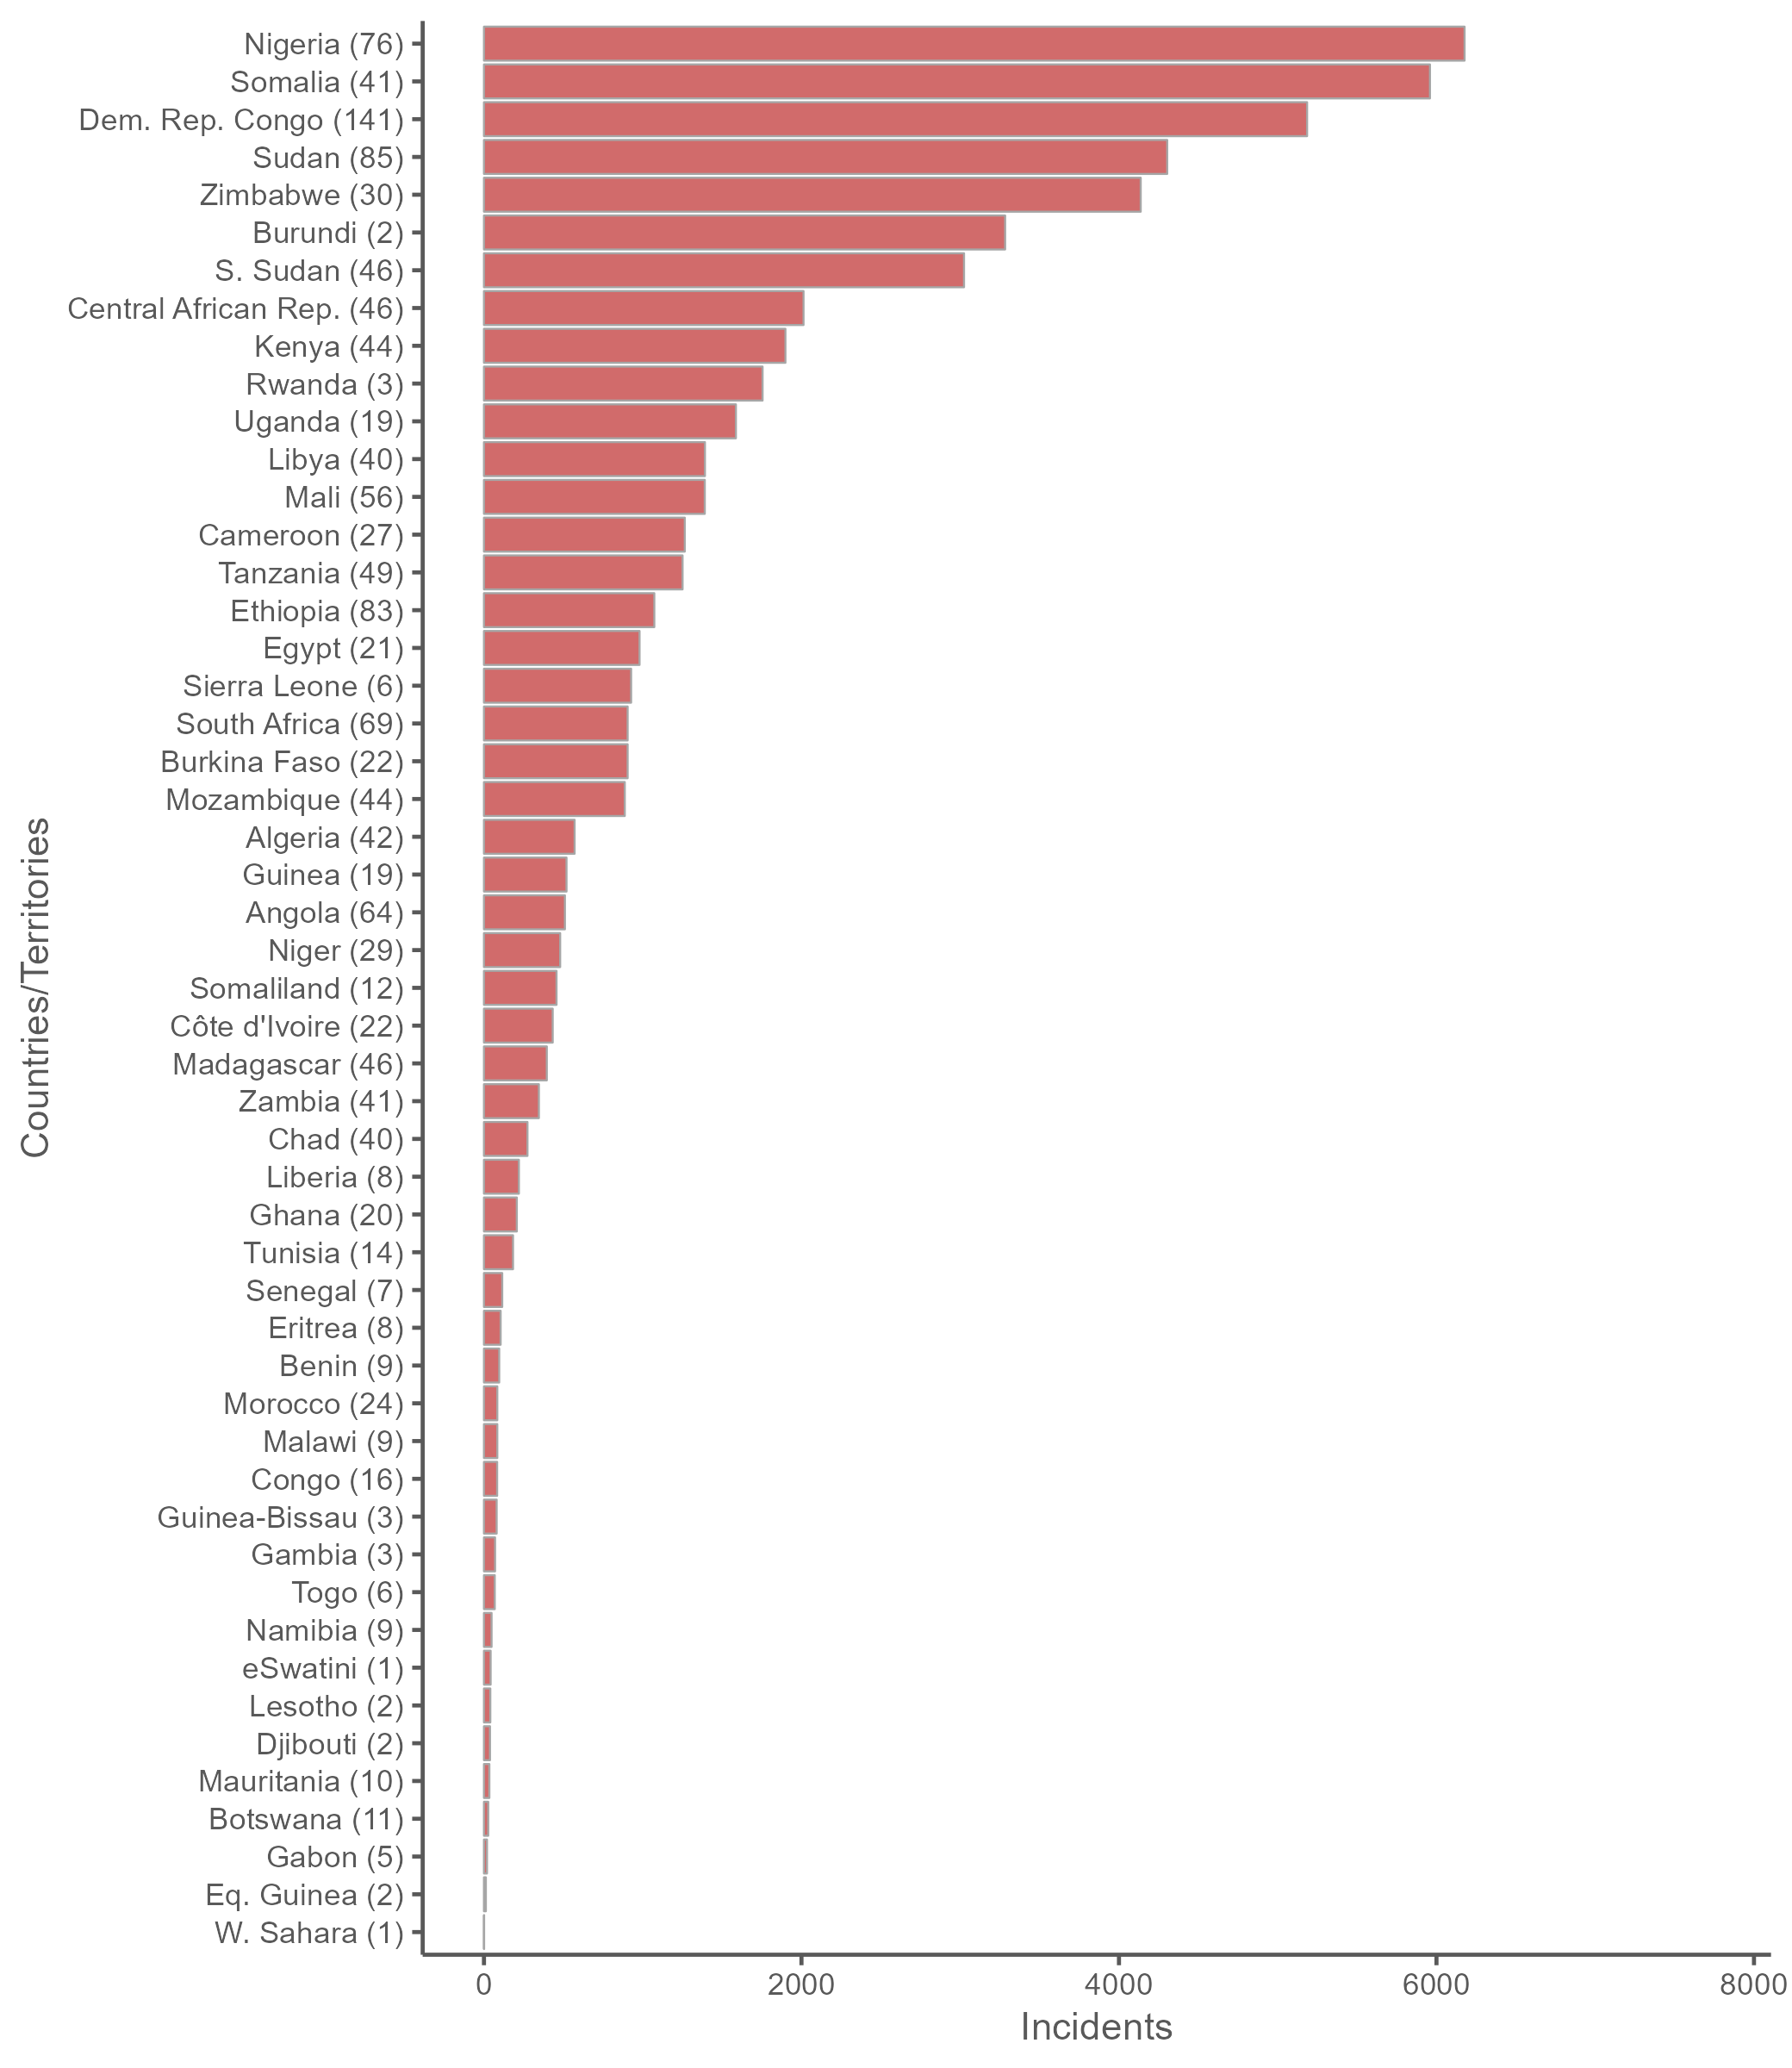 Nigeria (76)
Somalia (41)
Dem. Rep. Congo (141)
Sudan (85)
Zimbabwe (30)
Burundi (2)
S. Sudan (46)
Central African Rep. (46)
Kenya (44)
Rwanda (3)
Uganda (19)
Libya (40)
Mali (56)
Cameroon (27)
Tanzania (49)
Ethiopia (83)
Egypt (21)
Sierra Leone (6)
South Africa (69)
Burkina Faso (22)
Mozambique (44)
Algeria (42)
Guinea (19)
Angola (64)
Niger (29)
Somaliland (12)
Côte d'Ivoire (22)
Madagascar (46)
Zambia (41)
Chad (40)
Liberia (8)
Ghana (20)
Tunisia (14)
Senegal (7)
Eritrea (8)
Benin (9)
Morocco (24)
Malawi (9)
Congo (16)
Guinea-Bissau (3)
Gambia (3)
Togo (6)
Namibia (9)
eSwatini (1)
Lesotho (2)
Djibouti (2)
Mauritania (10)
Botswana (11)
Gabon (5)
Eq. Guinea (2)
W. Sahara (1)
Countries/Territories
0 2000 4000 6000 8000
Incidents